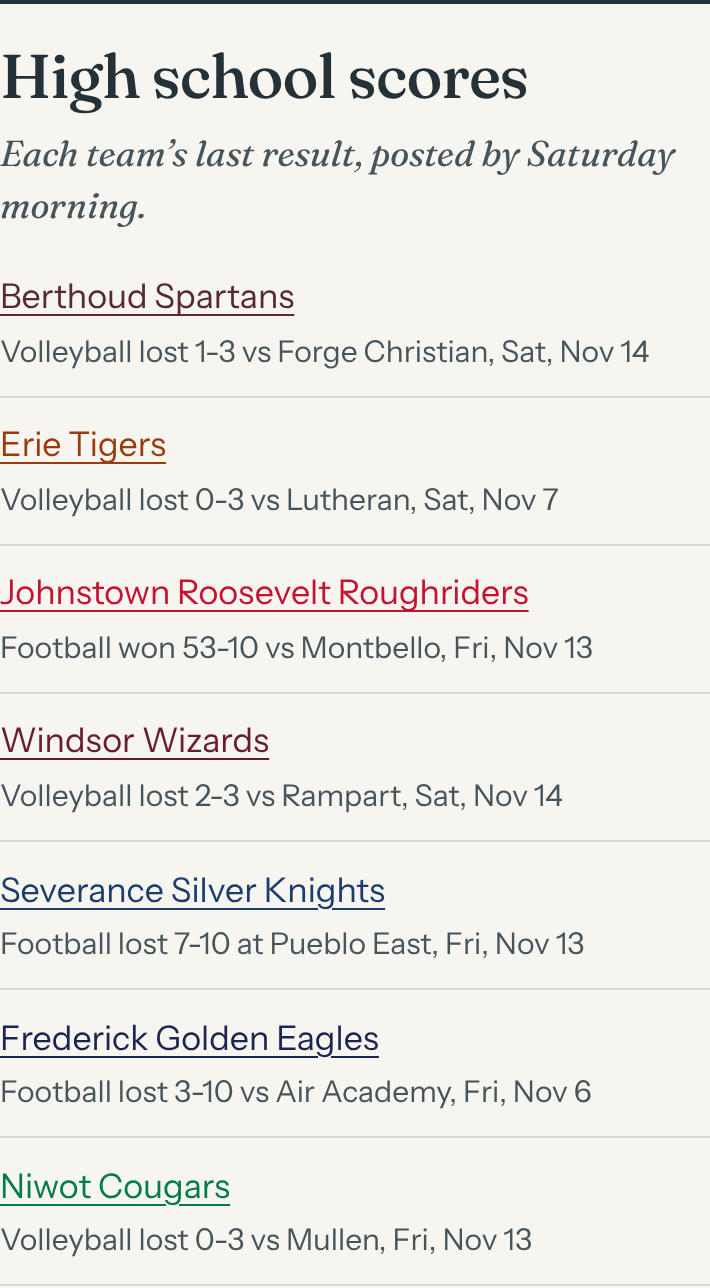 High school scores
Each team’s last result, posted by Saturday
morning.
Berthoud Spartans
Volleyball lost 1-3 vs Forge Christian, Sat, Nov 14
Erie Tigers
Volleyball lost 0-3 vs Lutheran, Sat, Nov 7
Johnstown Roosevelt Roughriders
Football won 53-10 vs Montbello, Fri, Nov 13
Windsor Wizards
Volleyball lost 2-3 vs Rampart, Sat, Nov 14
Severance Silver Knights
Football lost 7-10 at Pueblo East, Fri, Nov 13
Frederick Golden Eagles
Football lost 3-10 vs Air Academy, Fri, Nov 6
Niwot Cougars
Volleyball lost 0-3 vs Mullen, Fri, Nov 13